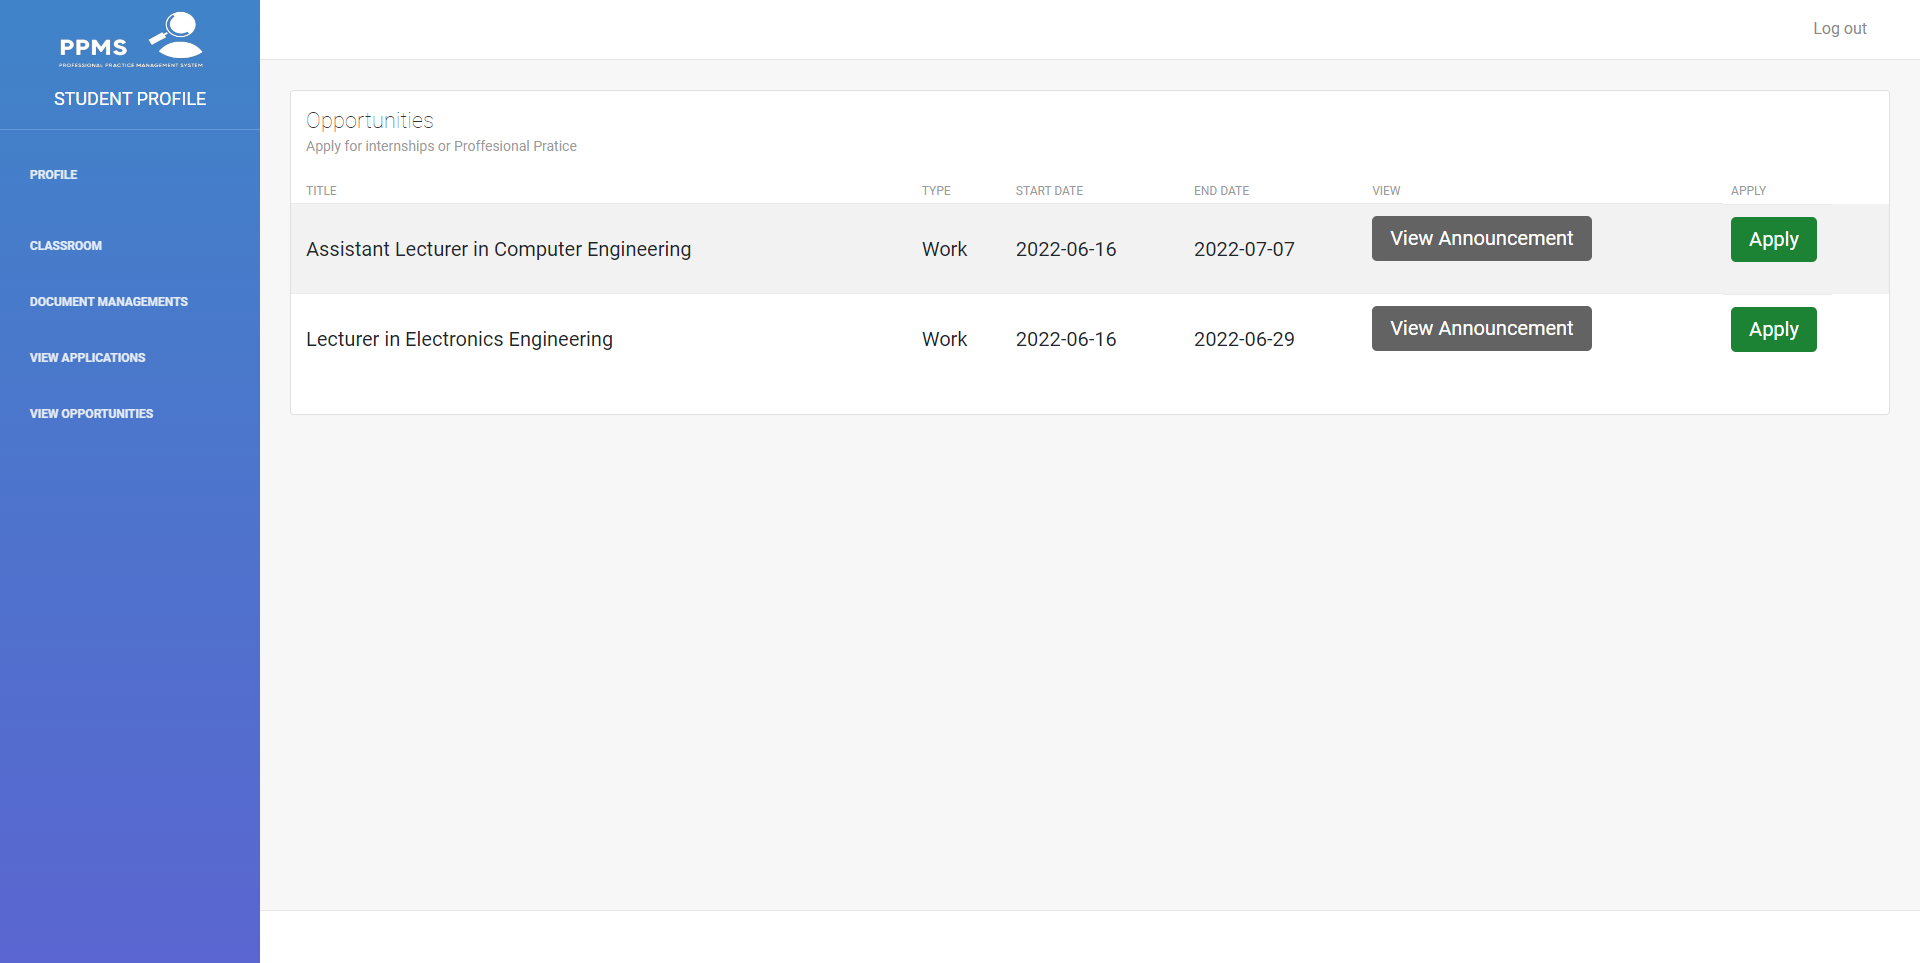 PPMS
PROFESSIONAL PRACTICE MANAGEMENT SYSTEM
STUDENT PROFILE
PROFILE
CLASSROOM
DOCUMENT MANAGEMENTS
VIEW APPLICATIONS
VIEW OPPORTUNITIES
Log out
Opportunities
Apply for internships or Proffesional Pratice
TITLE TYPE START DATE END DATE VIEW APPLY
Assistant Lecturer in Computer Engineering Work 2022-06-16 2022-07-07 View Announcement Apply
Lecturer in Electronics Engineering Work 2022-06-16 2022-06-29 View Announcement Apply